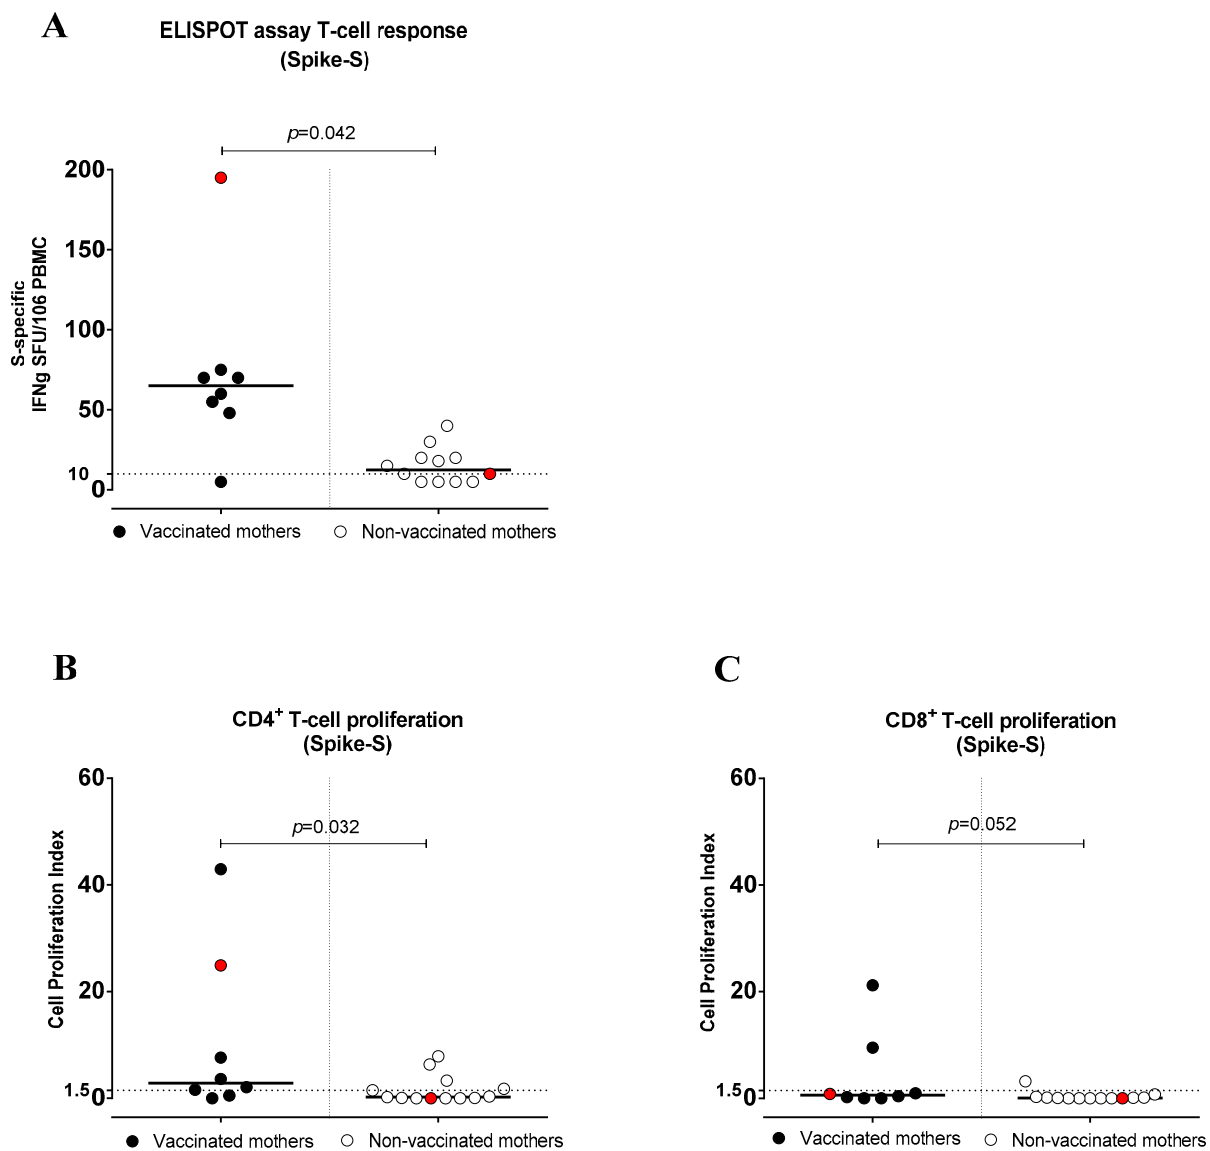 A
ELISPOT assay T-cell response
(Spike-S)
p=0.042
S-specific
IFNg SFU/106 PBMC
200
150
100
50
10
0
Vaccinated mothers
Non-vaccinated mothers
B
CD4+ T-cell proliferation
(Spike-S)
p=0.032
Cell Proliferation Index
60
40
20
1.5
0
Vaccinated mothers
Non-vaccinated mothers
C
CD8+ T-cell proliferation
(Spike-S)
p=0.052
Cell Proliferation Index
60
40
20
1.5
0
Vaccinated mothers
Non-vaccinated mothers